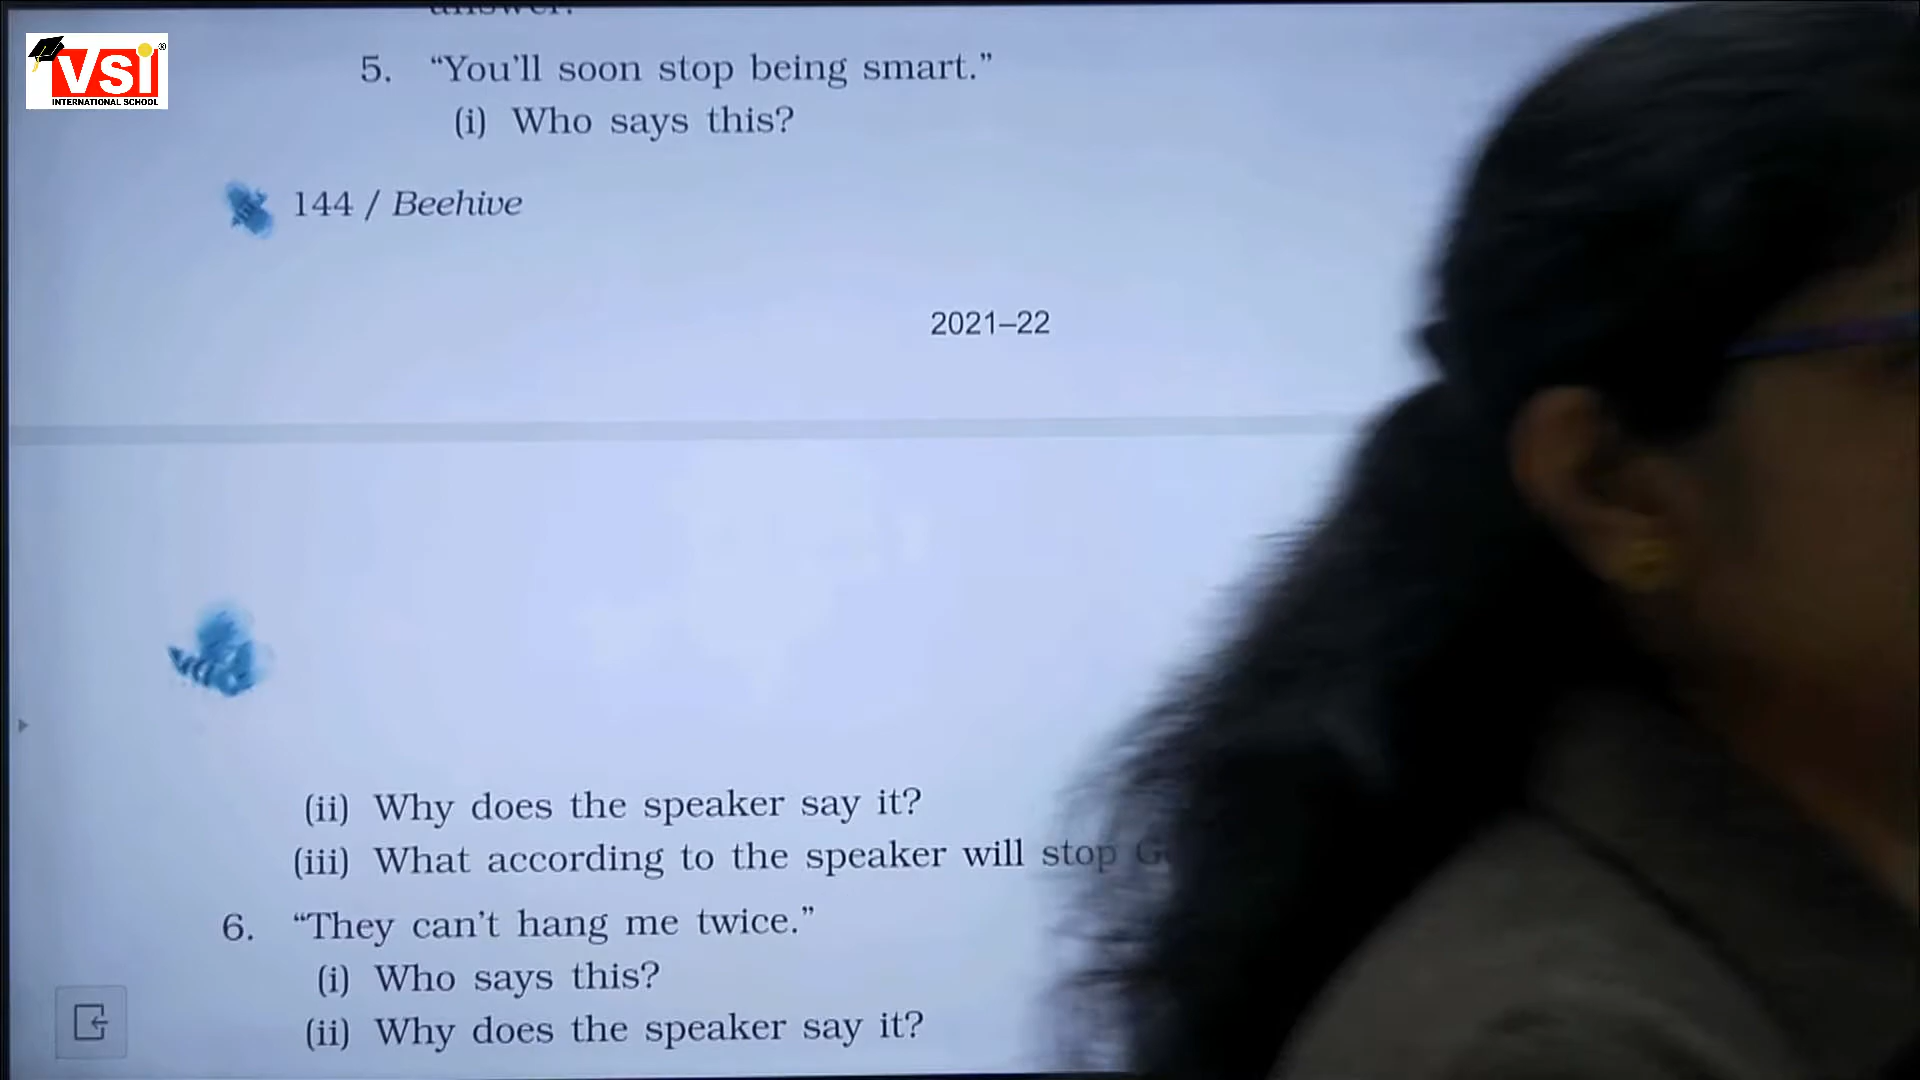 VSI
INTERNATIONAL SCHOOL
answer.
5. “You’ll soon stop being smart.”
(i) Who says this?
144 / Beehive
2021–22
(ii) Why does the speaker say it?
(iii) What according to the speaker will stop
6. “They can’t hang me twice.”
(i) Who says this?
(ii) Why does the speaker say it?